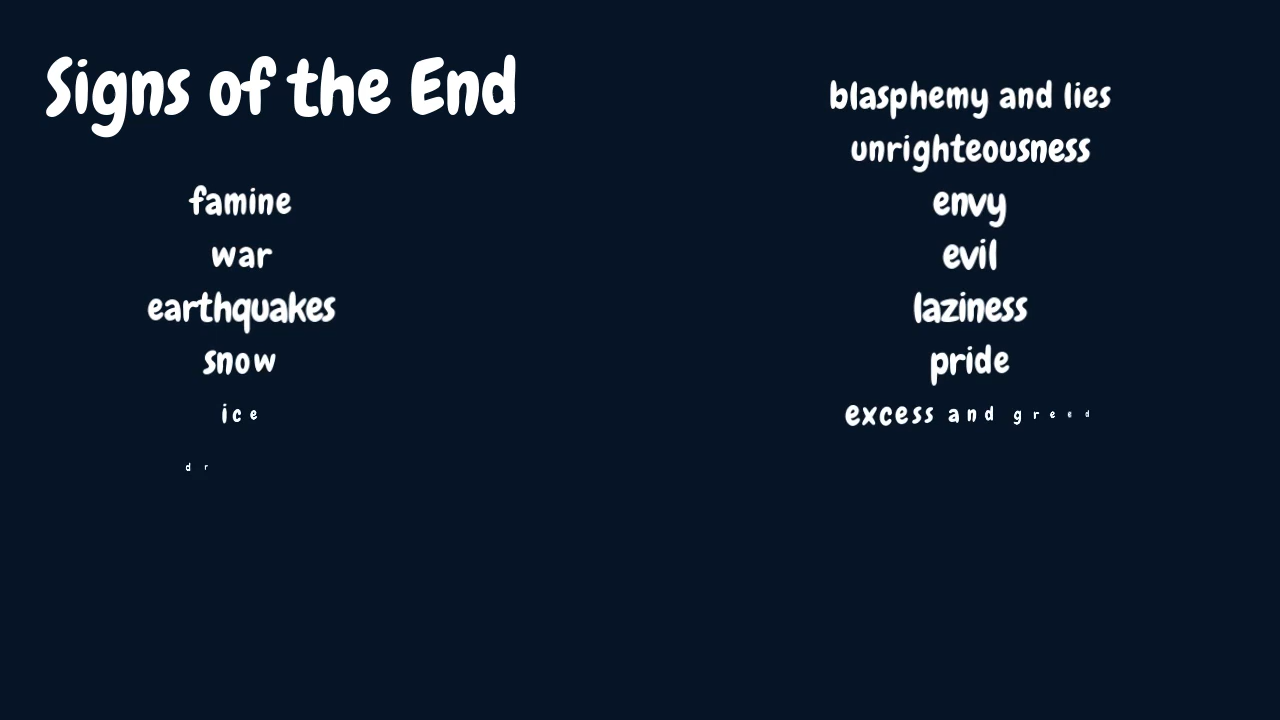 Signs of the End
famine
war
earthquakes
snow
ice
d r
blasphemy and lies
unrighteousness
envy
evil
laziness
pride
excess and greed